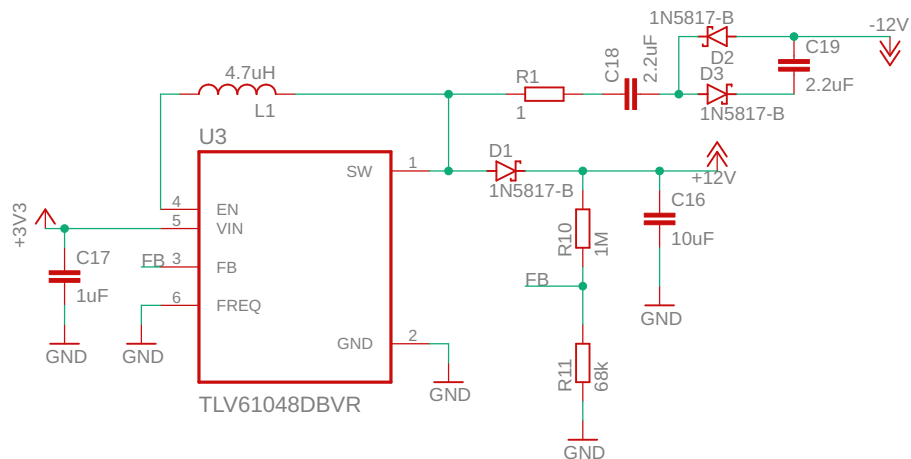 1N5817-B
-12V
C18
2.2uF
D2
C19
4.7uH
R1
D3
2.2uF
L1
1
1N5817-B
U3
D1
SW
1
+12V
1N5817-B
4
EN
C16
+3V3
5
VIN
R10
1M
10uF
C17
FB
3
FB
1uF
6
FREQ
FB
GND
GND
GND
2
GND
GND
R11
68k
GND
TLV61048DBVR
GND